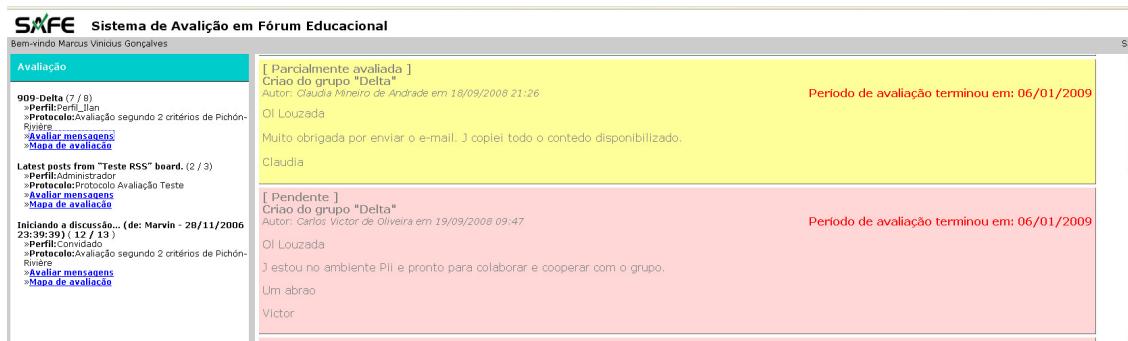 SAFE Sistema de Avalição em Fórum Educacional
Bem-vindo Marcus Vinicius Gonçalves
S
Avaliação
909-Delta (7 / 8)
»Perfil:Perfil_Ilan
»Protocolo:Avaliação segundo 2 critérios de Pichón-
Rivière
»Avaliar mensagens
»Mapa de avaliação
Latest posts from "Teste RSS" board. (2 / 3)
»Perfil:Administrador
»Protocolo:Protocolo Avaliação Teste
»Avaliar mensagens
»Mapa de avaliação
Iniciando a discussão... (de: Marvin - 28/11/2006
23:39:39) ( 12 / 13 )
»Perfil:Convidado
»Protocolo:Avaliação segundo 2 critérios de Pichón-
Rivière
»Avaliar mensagens
»Mapa de avaliação
[ Parcialmente avaliada ]
Criao do grupo "Delta"
Autor: Claudia Mineiro de Andrade em 18/09/2008 21:26
Período de avaliação terminou em: 06/01/2009
Ol Louzada
Muito obrigada por enviar o e-mail. J copiei todo o contedo disponibilizado.
Claudia
[ Pendente ]
Criao do grupo "Delta"
Autor: Carlos Victor de Oliveira em 19/09/2008 09:47
Período de avaliação terminou em: 06/01/2009
Ol Louzada
J estou no ambiente Pii e pronto para colaborar e cooperar com o grupo.
Um abrao
Victor